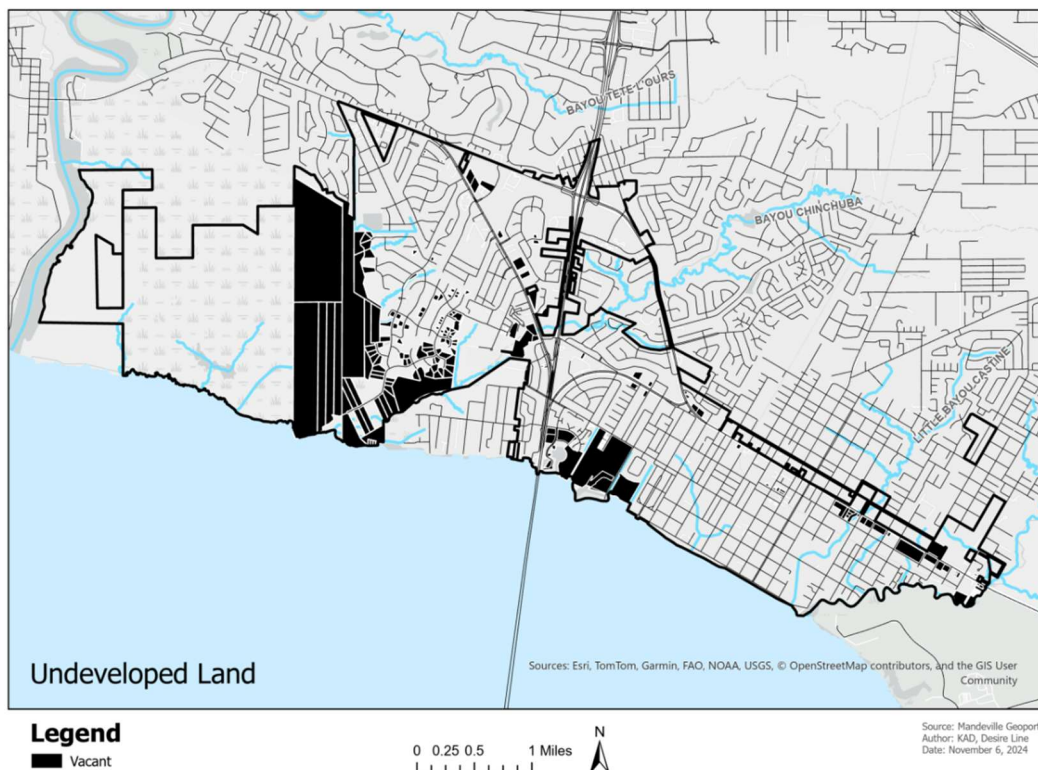 BAYOU TETE L'OURS
BAYOU CHINCHUBA
LITTLE BAYOU CASTINE
Undeveloped Land
Sources: Esri, TomTom, Garmin, FAO, NOAA, USGS, © OpenStreetMap contributors, and the GIS User
Community
Legend
Vacant
0 0.25 0.5 1 Miles
N
Source: Mandeville Geoport
Author: KAD, Desire Line
Date: November 6, 2024